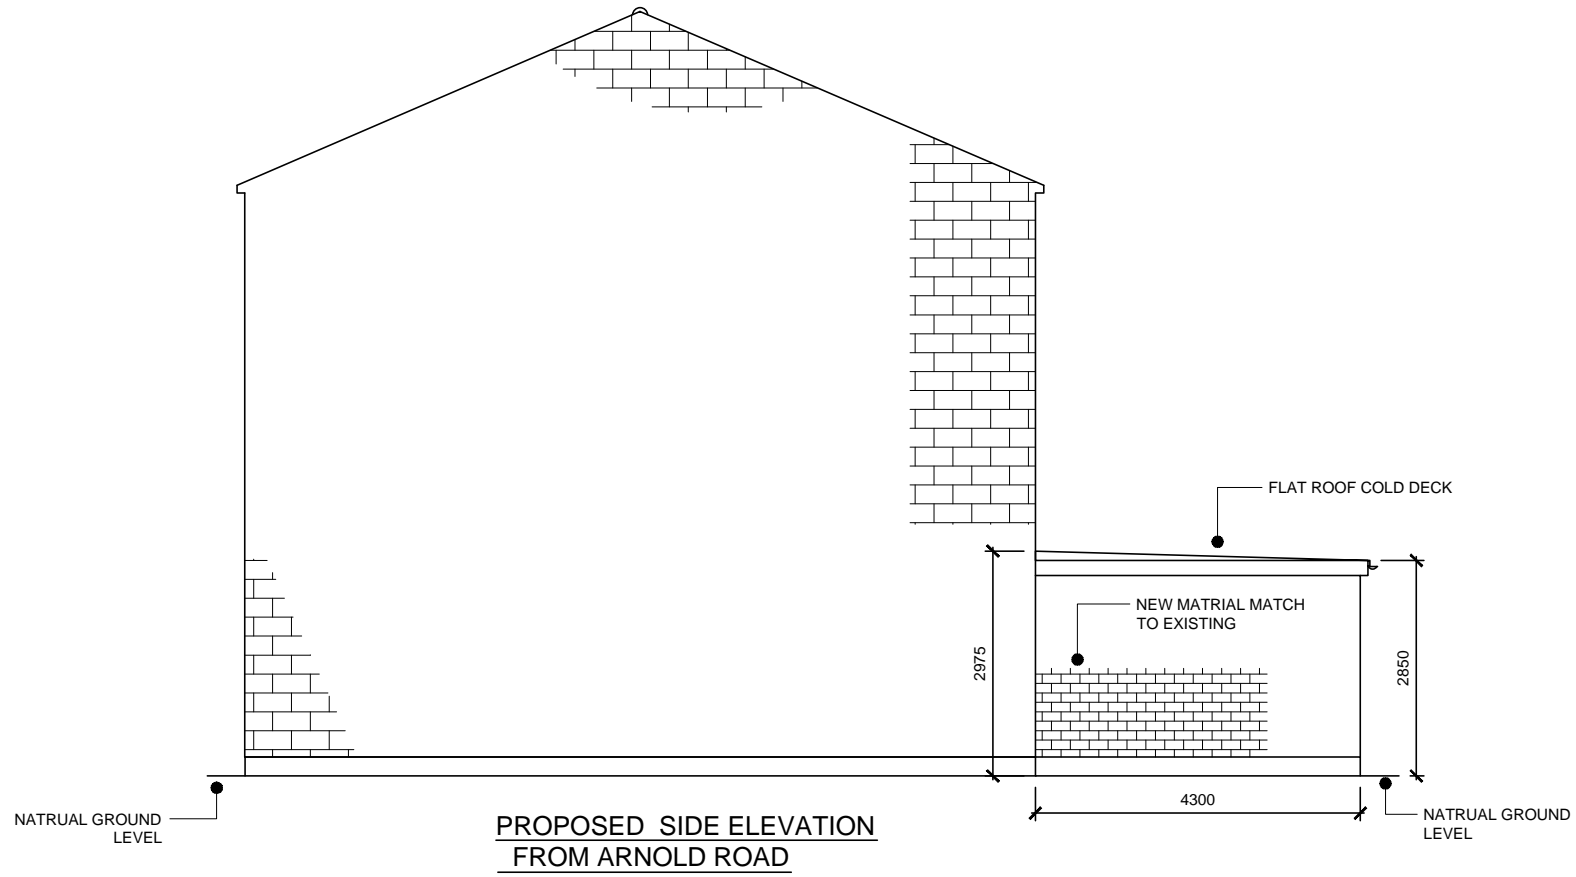 FLAT ROOF COLD DECK
NEW MATRIAL MATCH
TO EXISTING
2975
2850
4300
NATRUAL GROUND
LEVEL
NATRUAL GROUND
LEVEL
PROPOSED SIDE ELEVATION
FROM ARNOLD ROAD